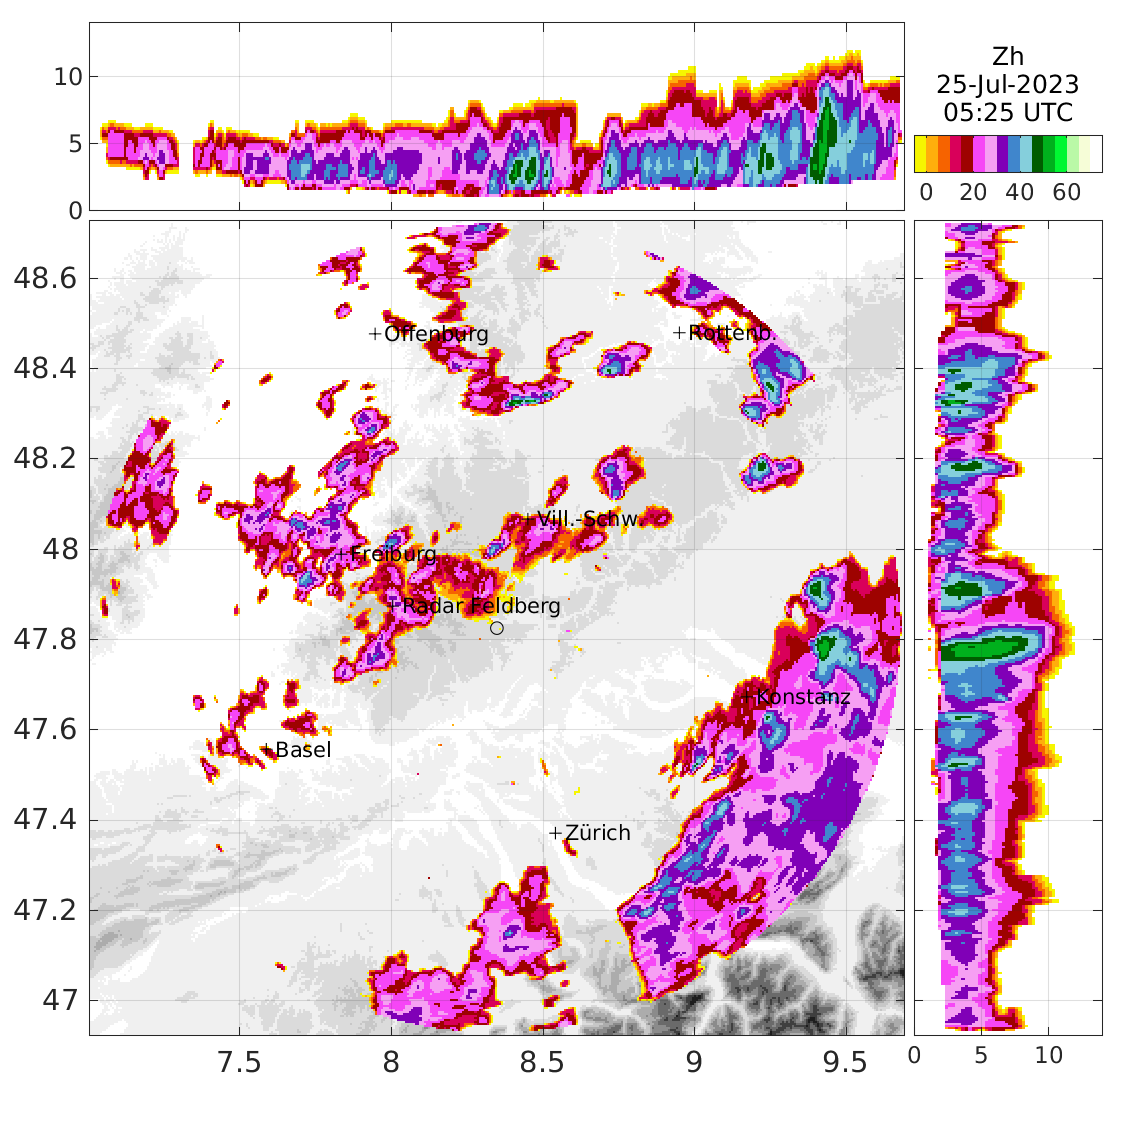 10
5
0
Zh
25-Jul-2023
05:25 UTC
0 20 40 60
48.6
48.4
48.2
48
47.8
47.6
47.4
47.2
47
+Offenburg
+Rottenb.
+Vill.-Schw.
+Freiburg
+Radar Feldberg
+Konstanz
+Basel
+Zürich
7.5 8 8.5 9 9.5
0 5 10